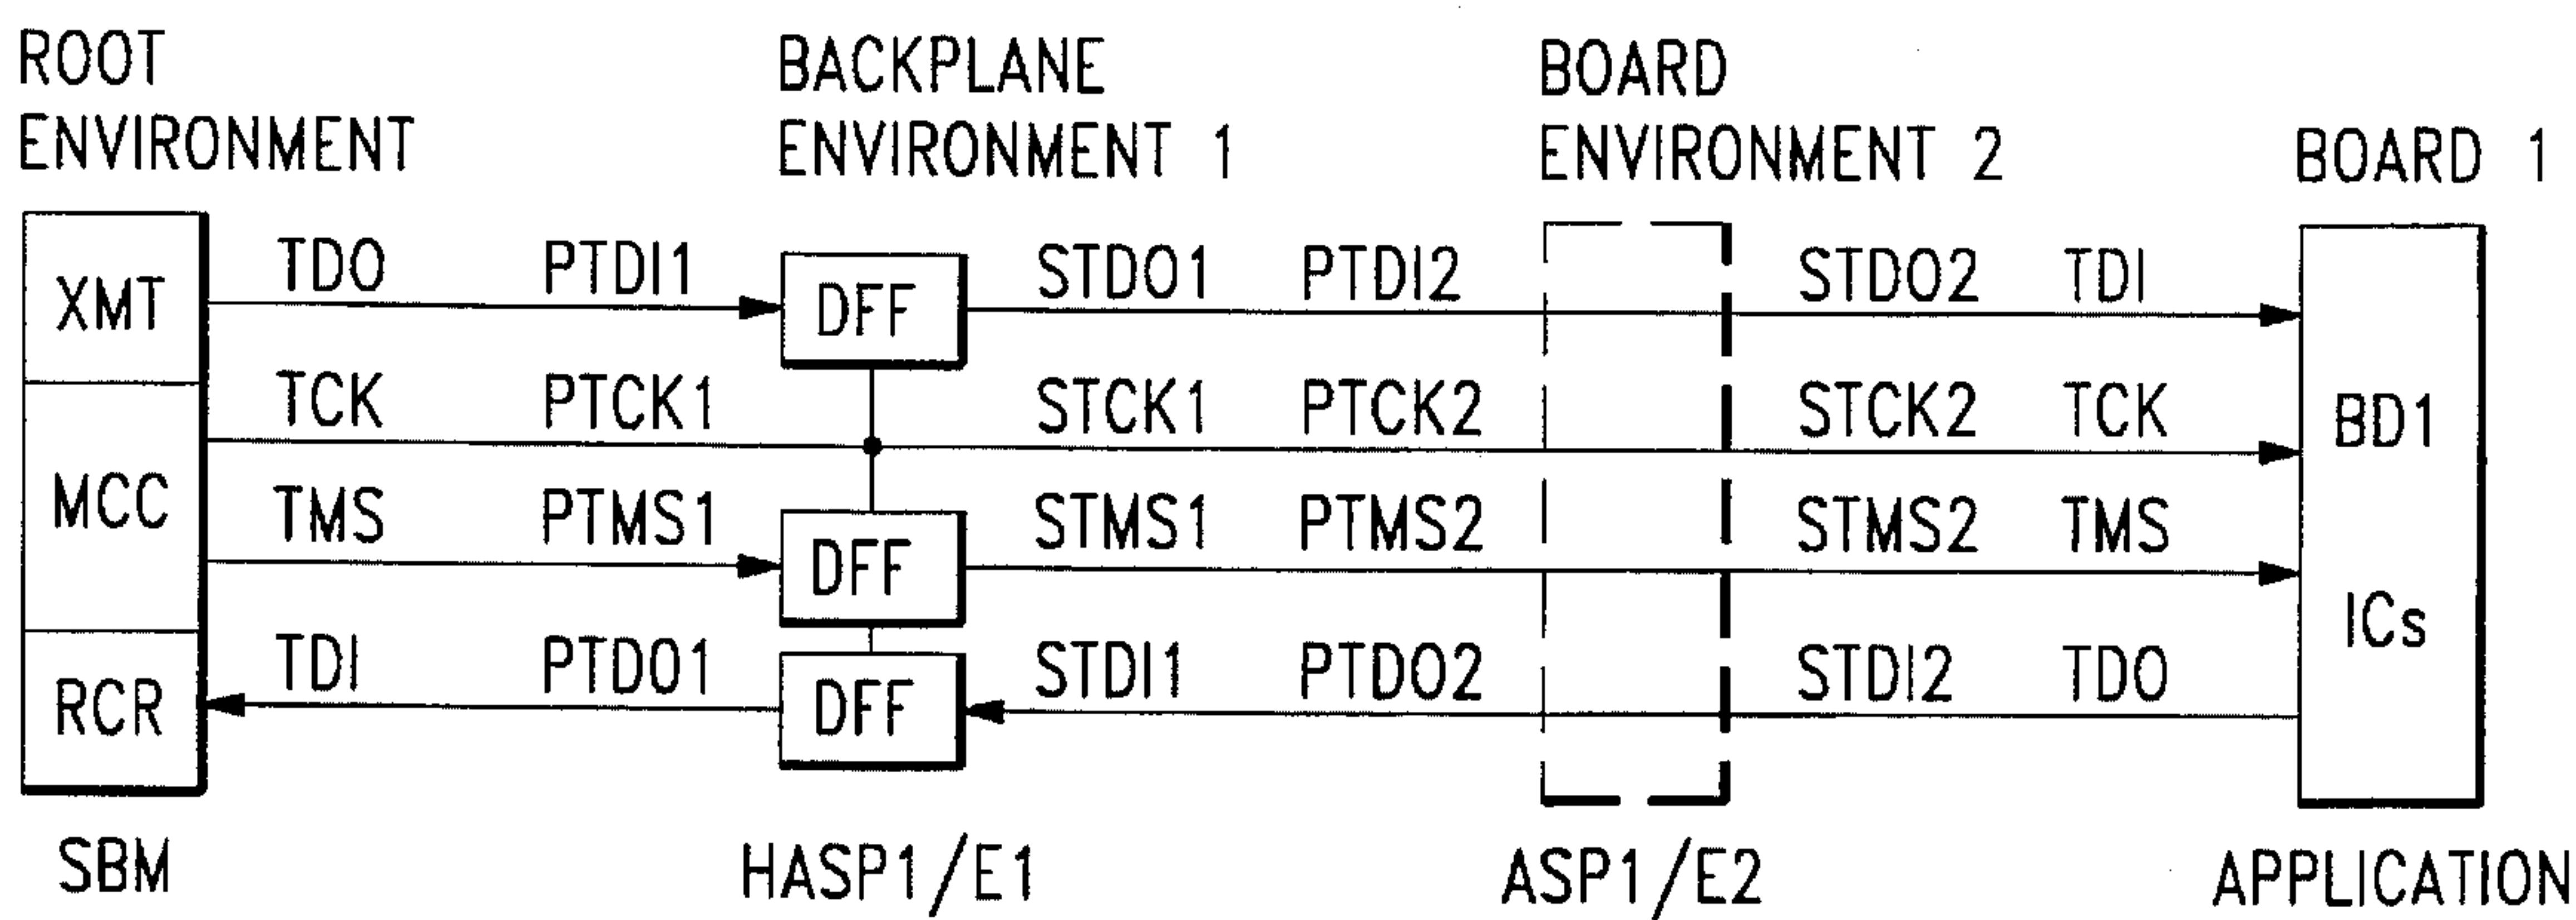 ROOT
ENVIRONMENT
BACKPLANE
ENVIRONMENT 1
BOARD
ENVIRONMENT 2
BOARD 1
XMT
TDO PTDI1
DFF
STDO1 PTDI2
STDO2 TDI
TCK PTCK1
STCK1 PTCK2
STCK2 TCK
BD1
MCC
TMS PTMS1
DFF
STMS1 PTMS2
STMS2 TMS
ICs
RCR
TDI PTDO1
DFF
STDI1 PTDO2
STDI2 TDO
SBM
HASP1/E1
ASP1/E2
APPLICATION